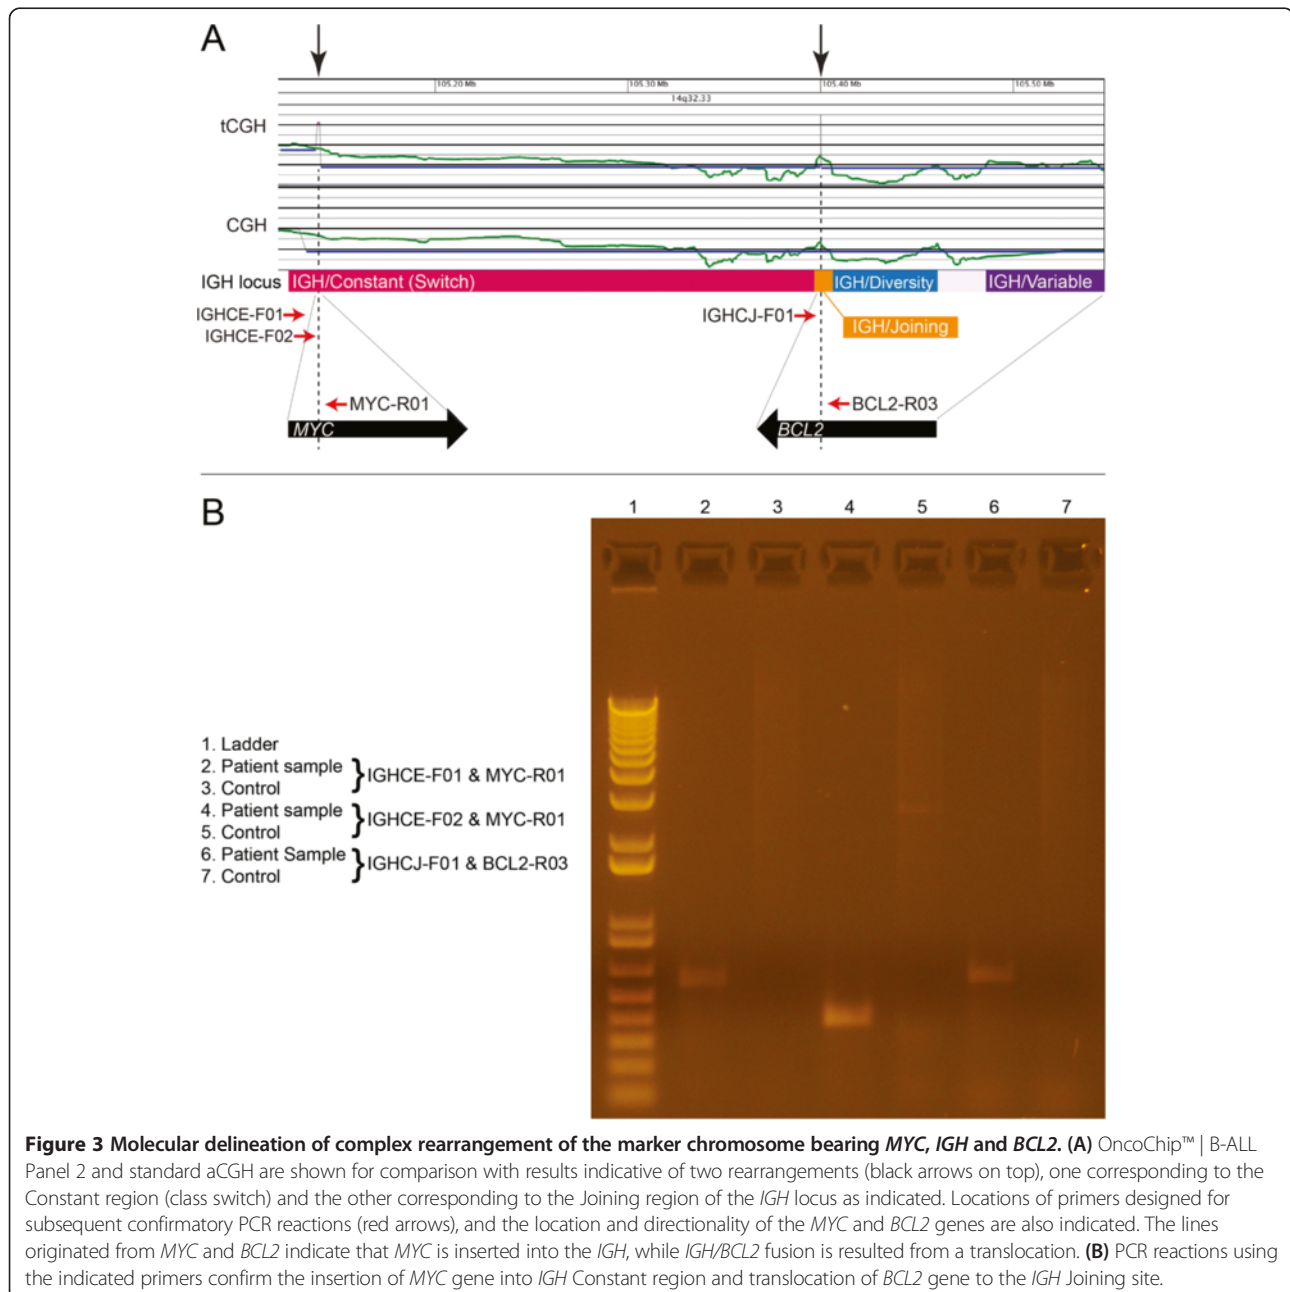 A
105.20 Mb
105.30 Mb
105.40 Mb
105.50 Mb
14q32.33
tCGH
CGH
IGH locus
IGH/Constant (Switch)
IGH/Diversity
IGH/Variable
IGHCE-F01
IGHCJ-F01
IGH/Joining
IGHCE-F02
MYC-R01
BCL2-R03
MYC
BCL2
B
1 2 3 4 5 6 7
1. Ladder
2. Patient sample
3. Control
} IGHCE-F01 & MYC-R01
4. Patient sample
5. Control
} IGHCE-F02 & MYC-R01
6. Patient Sample
7. Control
} IGHCJ-F01 & BCL2-R03
Figure 3 Molecular delineation of complex rearrangement of the marker chromosome bearing MYC, IGH and BCL2. (A) OncoChip™ | B-ALL
Panel 2 and standard aCGH are shown for comparison with results indicative of two rearrangements (black arrows on top), one corresponding to the
Constant region (class switch) and the other corresponding to the Joining region of the IGH locus as indicated. Locations of primers designed for
subsequent confirmatory PCR reactions (red arrows), and the location and directionality of the MYC and BCL2 genes are also indicated. The lines
originated from MYC and BCL2 indicate that MYC is inserted into the IGH, while IGH/BCL2 fusion is resulted from a translocation. (B) PCR reactions using
the indicated primers confirm the insertion of MYC gene into IGH Constant region and translocation of BCL2 gene to the IGH Joining site.